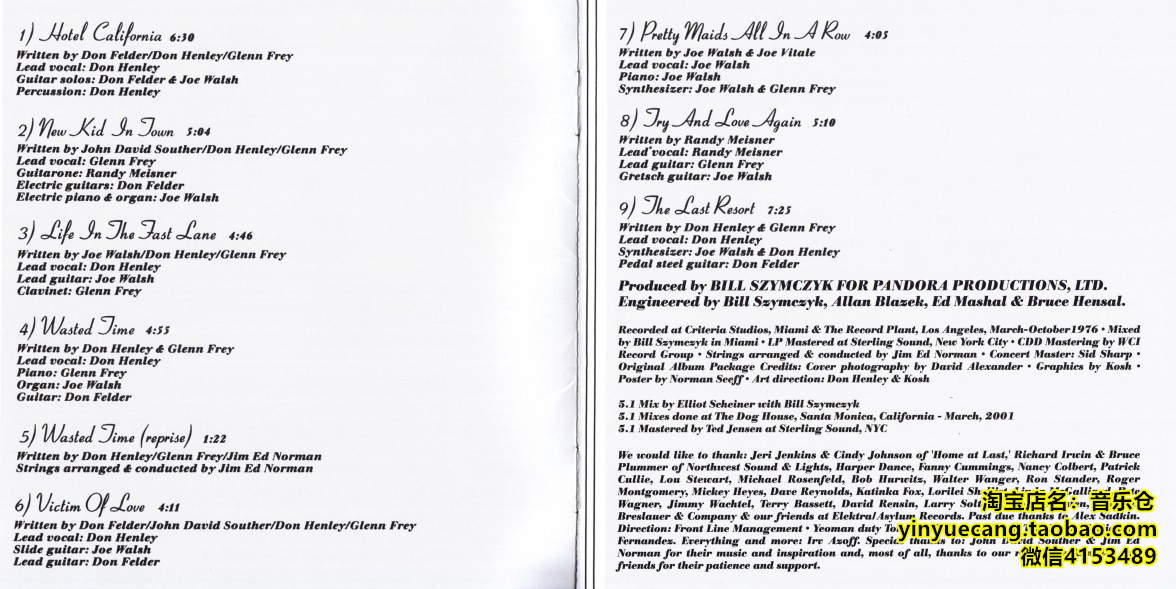 1) Hotel California 6:30
Written by Don Felder/Don Henley/Glenn Frey
Lead vocal: Don Henley
Guitar solos: Don Felder & Joe Walsh
Percussion: Don Henley
2) New Kid In Town 5:04
Written by John David Souther/Don Henley/Glenn Frey
Lead vocal: Glenn Frey
Guitarone: Randy Meisner
Electric guitars: Don Felder
Electric piano & organ: Joe Walsh
3) Life In The Fast Lane 4:46
Written by Joe Walsh/Don Henley/Glenn Frey
Lead vocal: Don Henley
Lead guitar: Joe Walsh
Clavinet: Glenn Frey
4) Wasted Time 4:55
Written by Don Henley & Glenn Frey
Lead vocal: Don Henley
Piano: Glenn Frey
Organ: Joe Walsh
Guitar: Don Felder
5) Wasted Time (reprise) 1:22
Written by Don Henley/Glenn Frey/Jim Ed Norman
Strings arranged & conducted by Jim Ed Norman
6) Victim Of Love 4:11
Written by Don Felder/John David Souther/Don Henley/Glenn Frey
Lead vocal: Don Henley
Slide guitar: Joe Walsh
Lead guitar: Don Felder
7) Pretty Maids All In A Row 4:05
Written by Joe Walsh & Joe Vitale
Lead vocal: Joe Walsh
Piano: Joe Walsh
Synthesizer: Joe Walsh & Glenn Frey
8) Try And Love Again 5:10
Written by Randy Meisner
Lead vocal: Randy Meisner
Lead guitar: Glenn Frey
Gretsch guitar: Joe Walsh
9) The Last Resort 7:25
Written by Don Henley & Glenn Frey
Lead vocal: Don Henley
Synthesizer: Joe Walsh & Don Henley
Pedal steel guitar: Don Felder
Produced by BILL SZYMCZYK FOR PANDORA PRODUCTIONS, LTD.
Engineered by Bill Szymczyk, Allan Blazek, Ed Mashal & Bruce Hensal.
Recorded at Criteria Studios, Miami & The Record Plant, Los Angeles, March-October1976 • Mixed
by Bill Szymczyk in Miami • LP Mastered at Sterling Sound, New York City • CDD Mastering by WCI
Record Group • Strings arranged & conducted by Jim Ed Norman • Concert Master: Sid Sharp •
Original Album Package Credits: Cover photography by David Alexander • Graphics by Kosh •
Poster by Norman Seeff • Art direction: Don Henley & Kosh
5.1 Mix by Elliot Scheiner with Bill Szymczyk
5.1 Mixes done at The Dog House, Santa Monica, California - March, 2001
5.1 Mastered by Ted Jensen at Sterling Sound, NYC
We would like to thank: Jeri Jenkins & Cindy Johnson of 'Home at Last,' Richard Irwin & Bruce
Plummer of Northwest Sound & Lights, Harper Dance, Fanny Cummings, Nancy Colbert, Patrick
Cullie, Lou Stewart, Michael Rosenfeld, Bob Hurwitz, Walter Wanger, Ron Stander, Roger
Montgomery, Mickey Heyes, Dave Reynolds, Katinka Fox, Lorilei
Wagner, Jimmy Wachtel, Terry Bassett, David Rensin, Larry
Breslauer & Company & our friends at Elektra/Asylum Records. Past due thanks to Alex Sadkin.
Direction: Front Line Management • Yeoman duty
Fernandez. Everything and more: Irv Azoff. Special thanks to: John David Souther & Jim Ed
Norman for their music and inspiration and, most of all, thanks to our
friends for their patience and support.
淘宝店名：音乐仓
yinyuecang.taobao.com
微信4153489